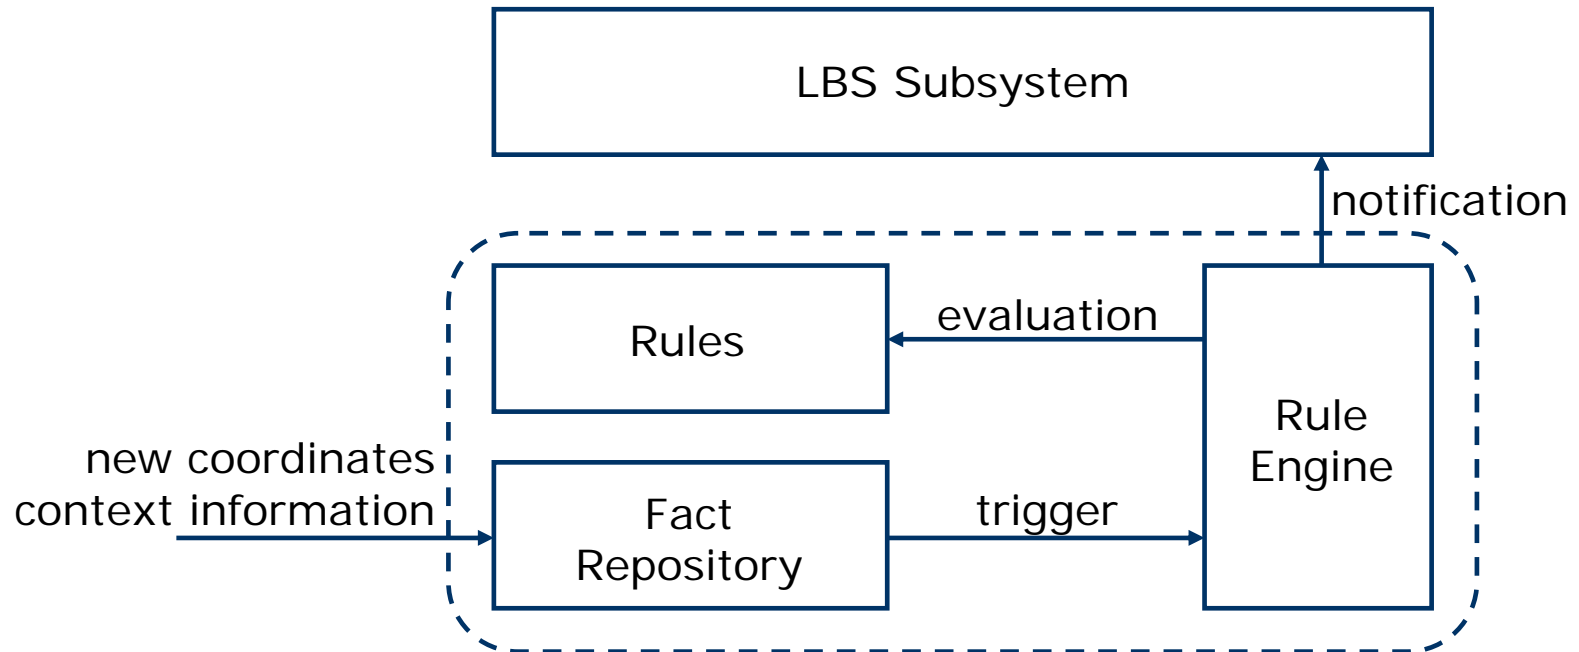 LBS Subsystem
notification
evaluation
Rules
Rule
Engine
new coordinates
context information
Fact
Repository
trigger